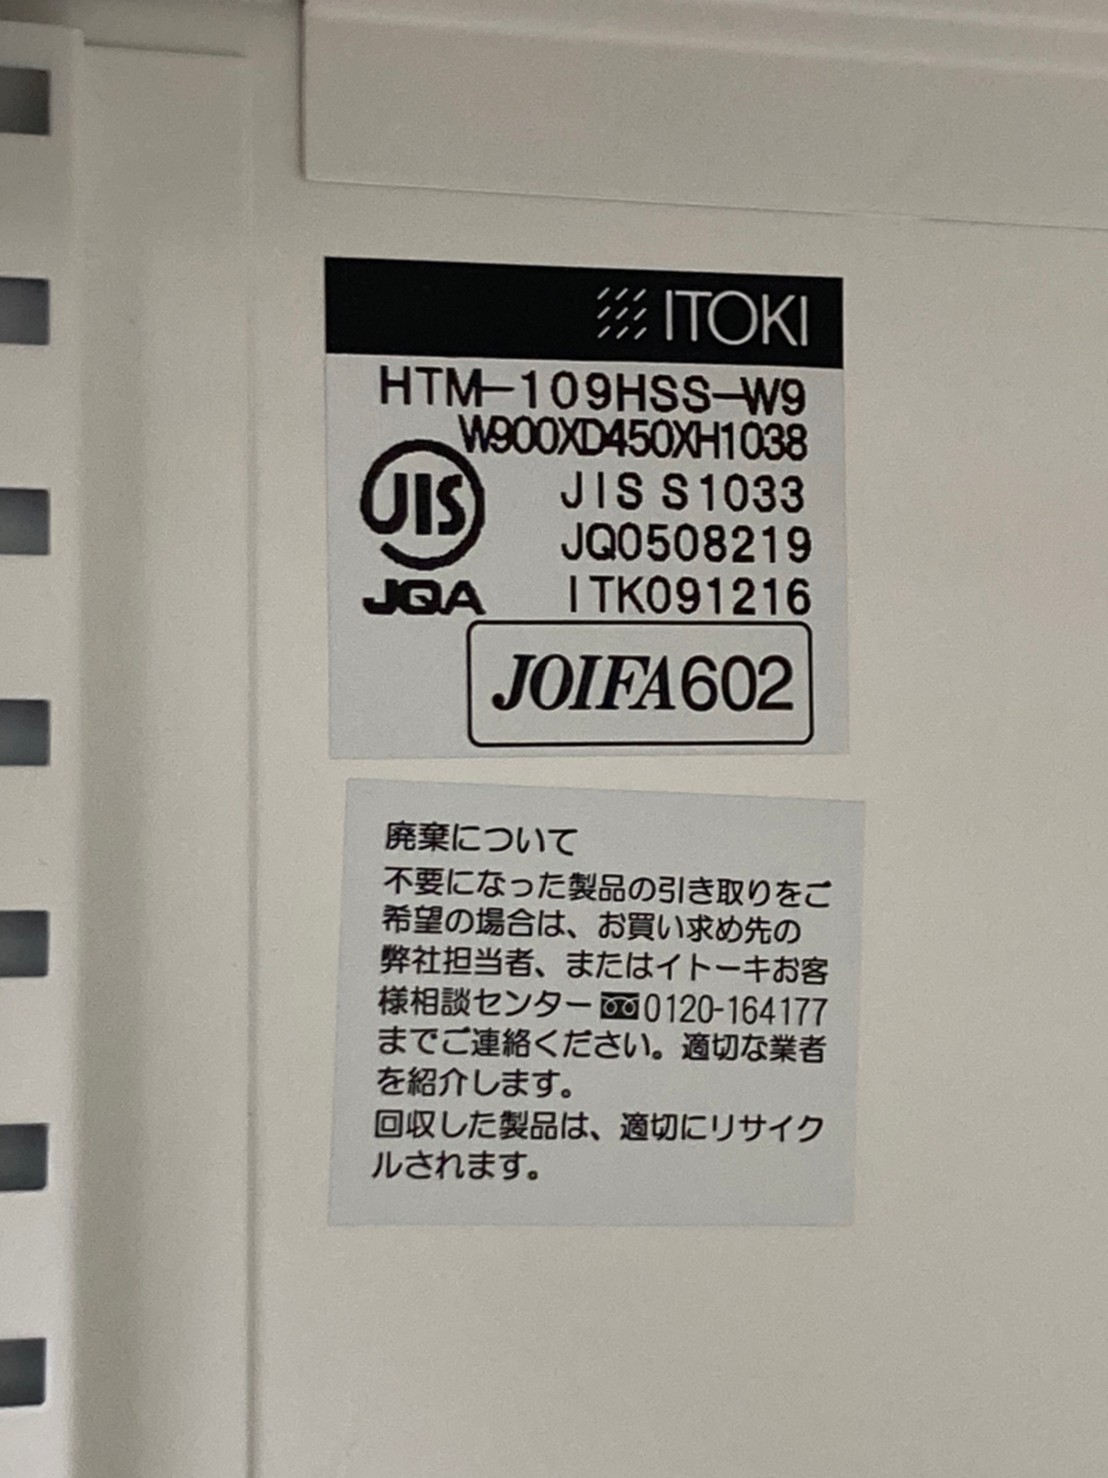 ITOKI
HTM-109HSS-W9
W900XD450XH1038
JIS
JIS S1033
JQ0508219
JQA
ITK091216
JOIFA602
廃棄について
不要になった製品の引き取りをご
希望の場合は、お買い求め先の
弊社担当者、またはイトーキお客
様相談センター0120-164177
までご連絡ください。適切な業者
を紹介します。
回収した製品は、適切にリサイク
ルされます。